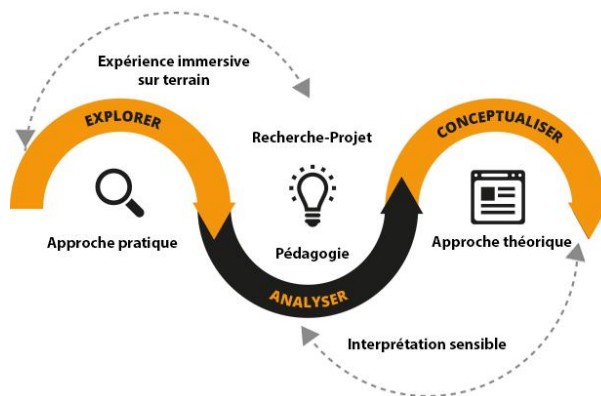 Expérience immersive
sur terrain
EXPLORER
Recherche-Projet
CONCEPTUALISER
Approche pratique
Pédagogie
Approche théorique
ANALYSER
Interprétation sensible